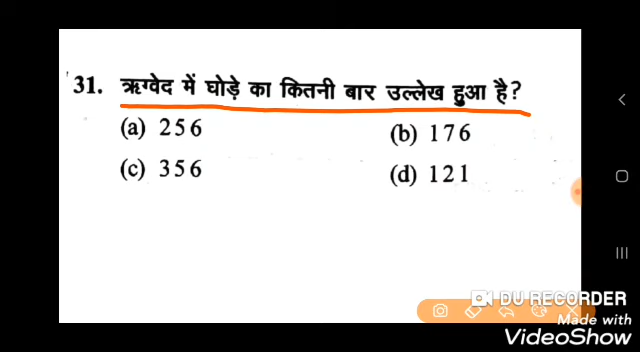 31. ऋग्वेद में घोड़े का कितनी बार उल्लेख हुआ है?
(a) 256 (b) 176
(c) 356 (d) 121
DU RECORDER
Made with
VideoShow